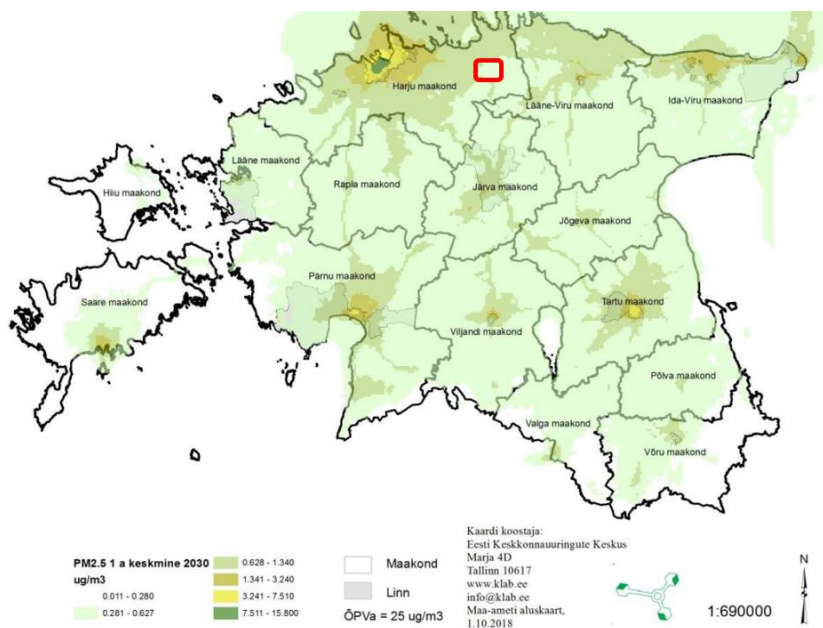 Harju maakond
Lääne-Viru maakond
Ida-Viru maakond
Lääne maakond
Hiiu maakond
Rapla maakond
Järva maakond
Jõgeva maakond
Pärnu maakond
Saare maakond
Tartu maakond
Viljandi maakond
Põlva maakond
Valga maakond
Võru maakond
PM2.5 1 a keskmine 2030
ug/m3
0.011 - 0.280
0.281 - 0.627
0.628 - 1.340
1.341 - 3.240
3.241 - 7.510
7.511 - 15.800
Maakond
Linn
ÕPVa = 25 ug/m3
Kaardi koostaja:
Eesti Keskkonnauuringute Keskus
Marja 4D
Tallinn 10617
www.klab.ee
info@klab.ee
Maa-ameti aluskaart,
1.10.2018
N
1:690000